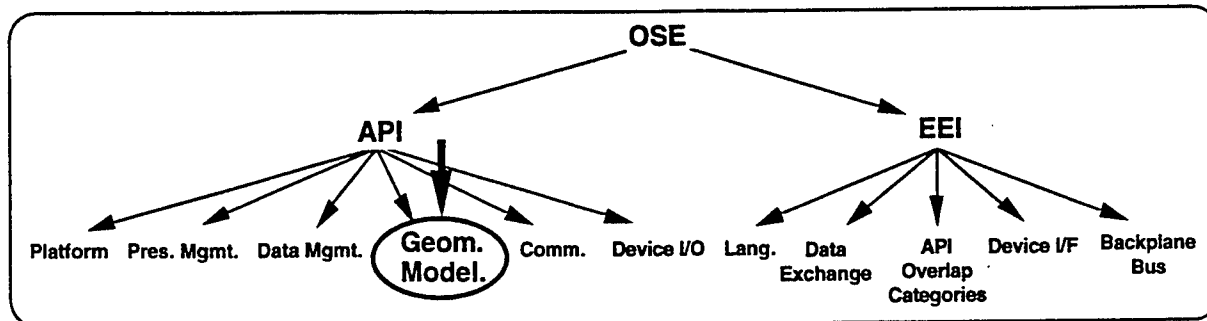 OSE
API
EEI
Platform
Pres. Mgmt.
Data Mgmt.
Geom.
Model.
Comm.
Device I/O
Lang.
Data
Exchange
API
Overlap
Categories
Device I/F
Backplane
Bus